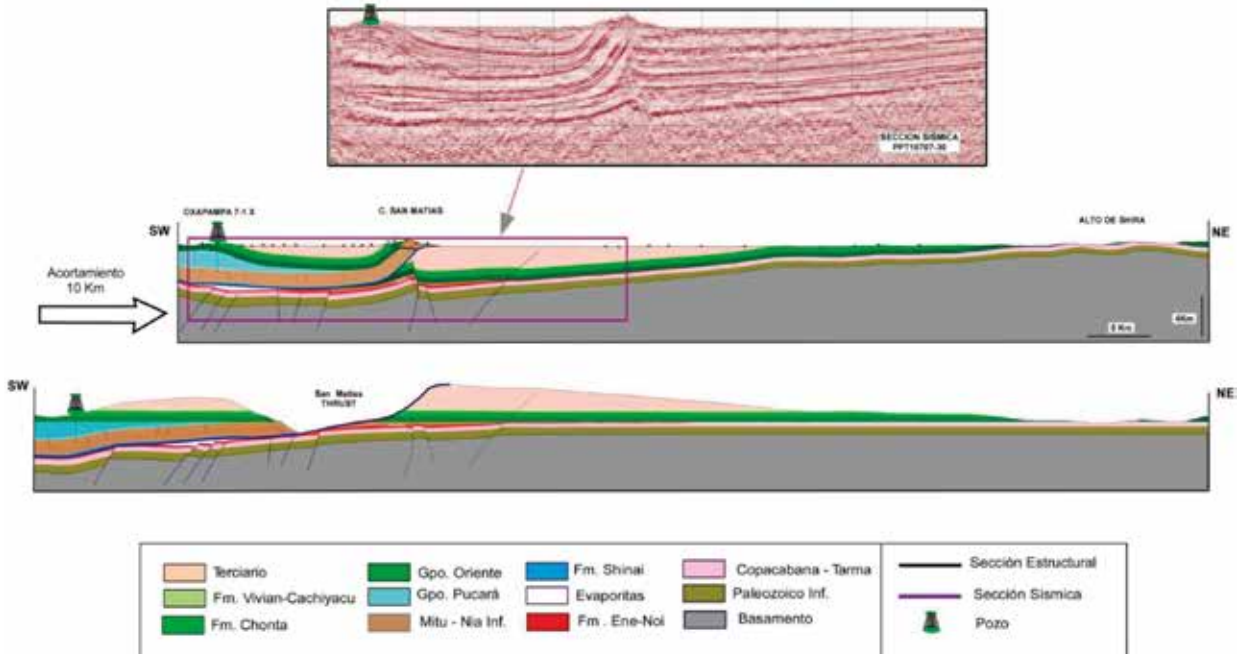 SECCION SISMICA
OXAPAMPA 7-1 X
C. SAN MATIAS
ALTO DE SHIRA
SW
NE
Acortamiento
10 Km
5 Km
4Km
SW
San Matias
THRUST
NE
Terciario
Gpo. Oriente
Fm. Shinai
Copacabana - Tarma
Sección Estructural
Fm. Vivian-Cachiyacu
Gpo. Pucará
Evaporitas
Paleozoico Inf.
Sección Sísmica
Fm. Chonta
Mitu - Nia Inf.
Fm . Ene-Noi
Basamento
Pozo